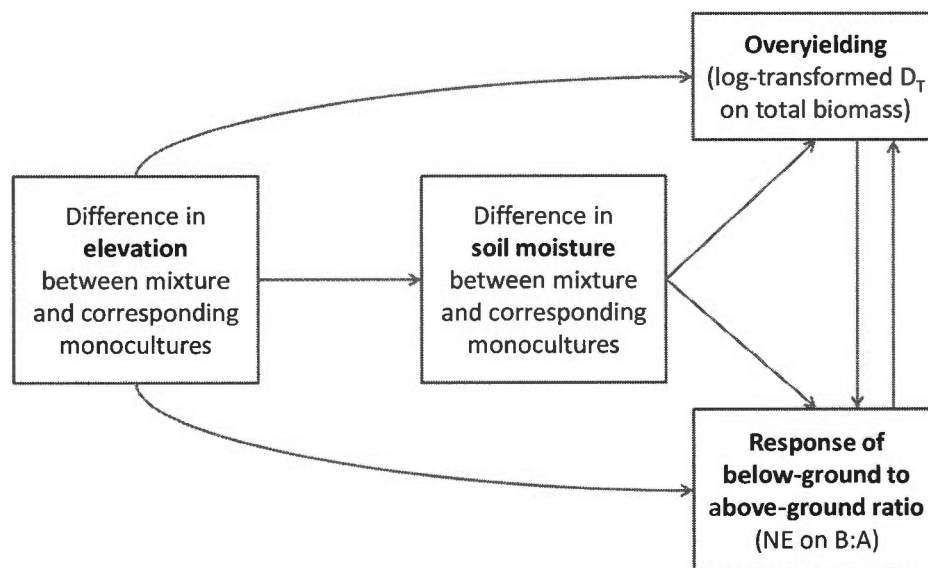 Overyielding
(log-transformed DT
on total biomass)
Difference in
elevation
between mixture
and corresponding
monocultures
Difference in
soil moisture
between mixture
and corresponding
monocultures
Response of
below-ground to
above-ground ratio
(NE on B:A)